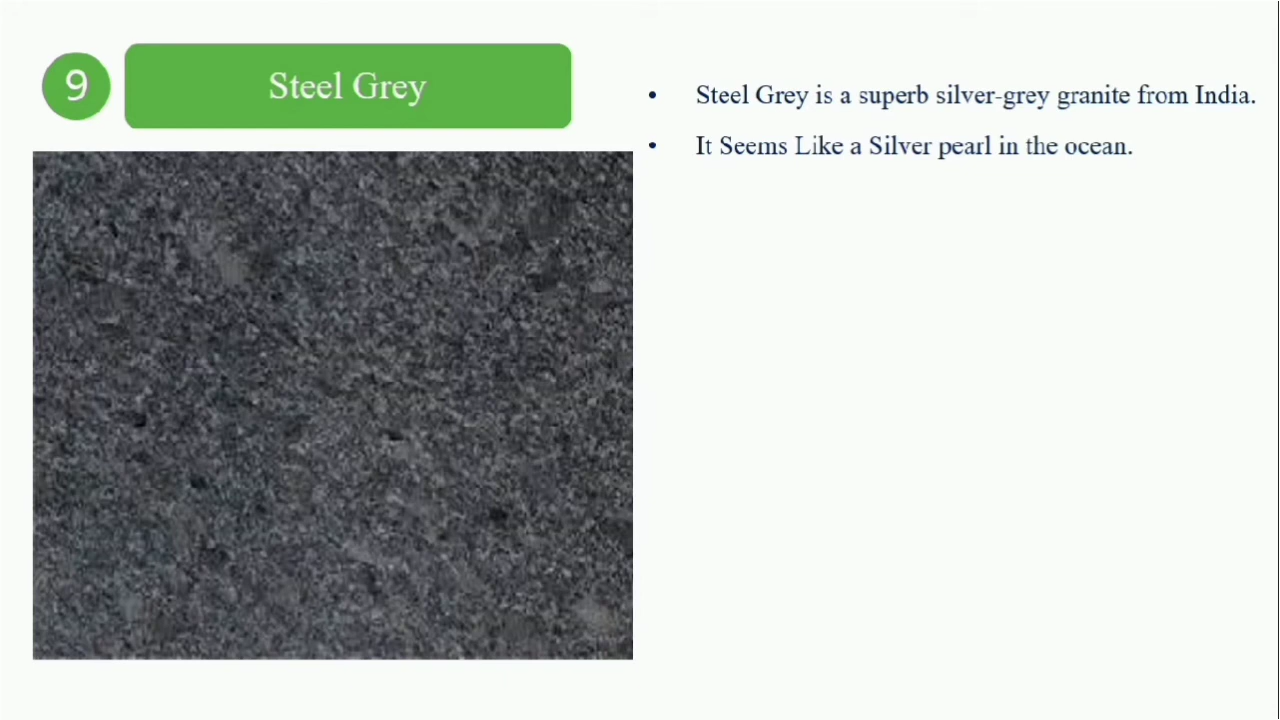 9
Steel Grey
• Steel Grey is a superb silver-grey granite from India.
• It Seems Like a Silver pearl in the ocean.